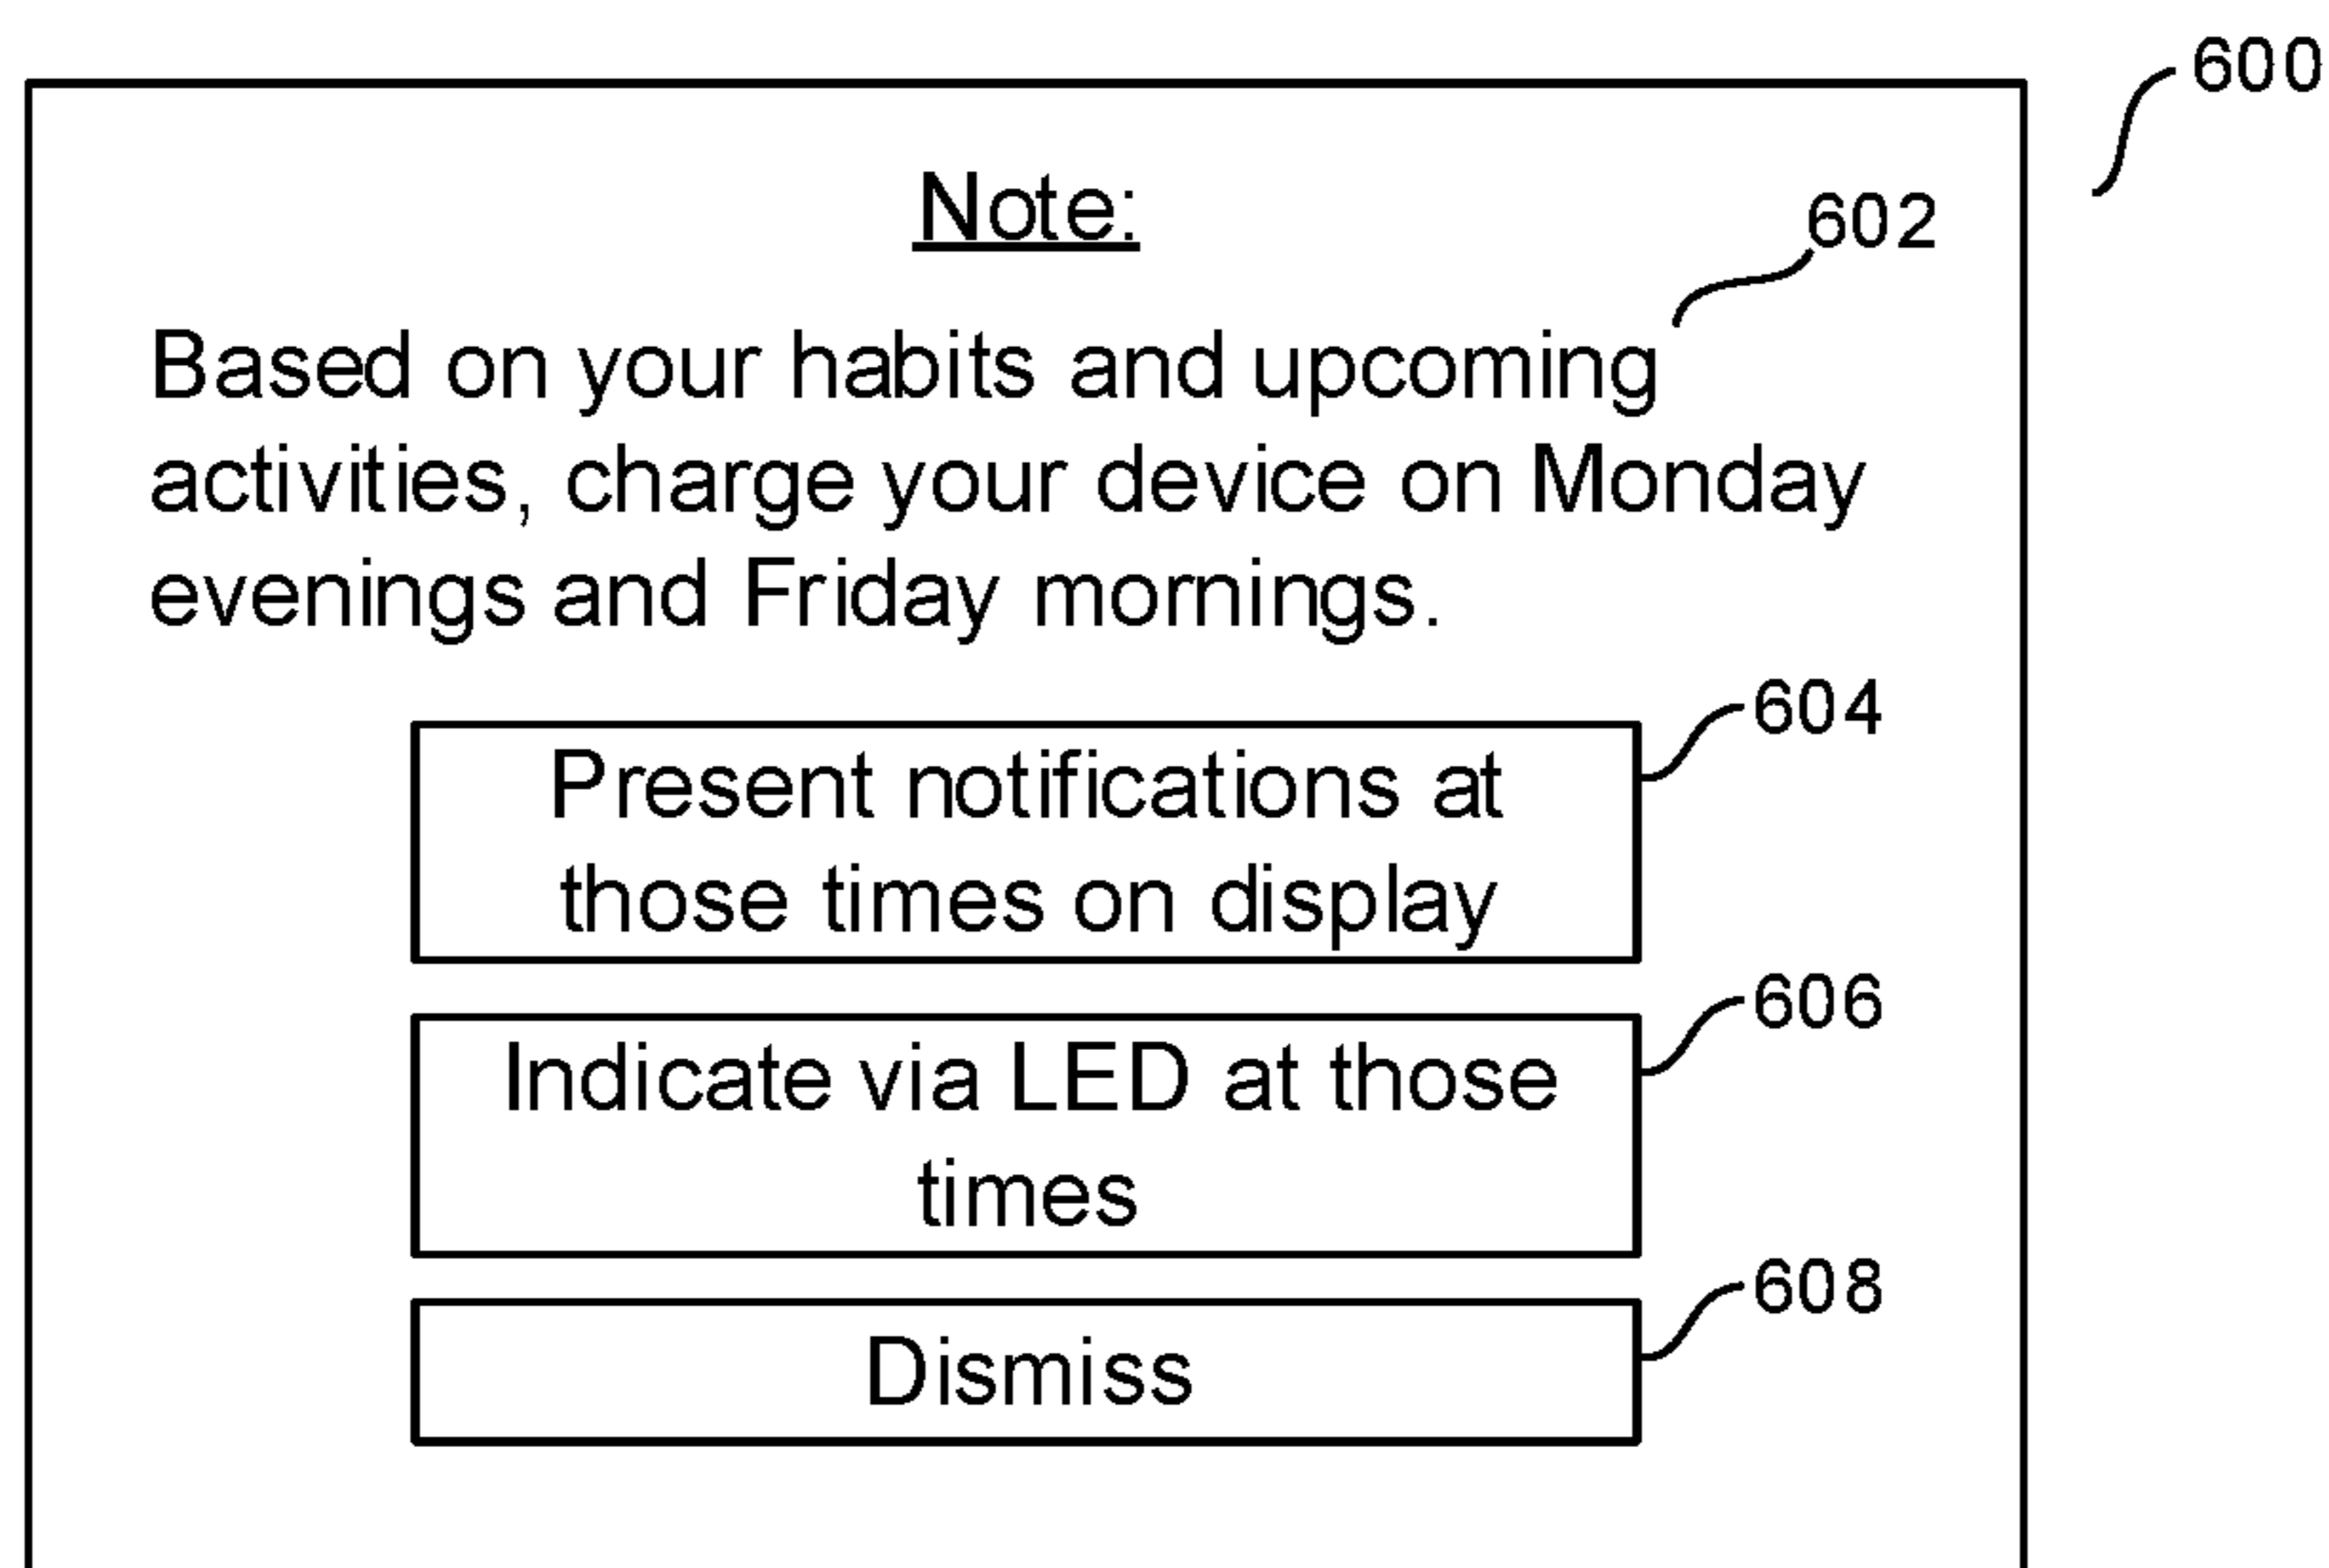 600
Note:
602
Based on your habits and upcoming
activities, charge your device on Monday
evenings and Friday mornings.
604
Present notifications at
those times on display
606
Indicate via LED at those
times
608
Dismiss